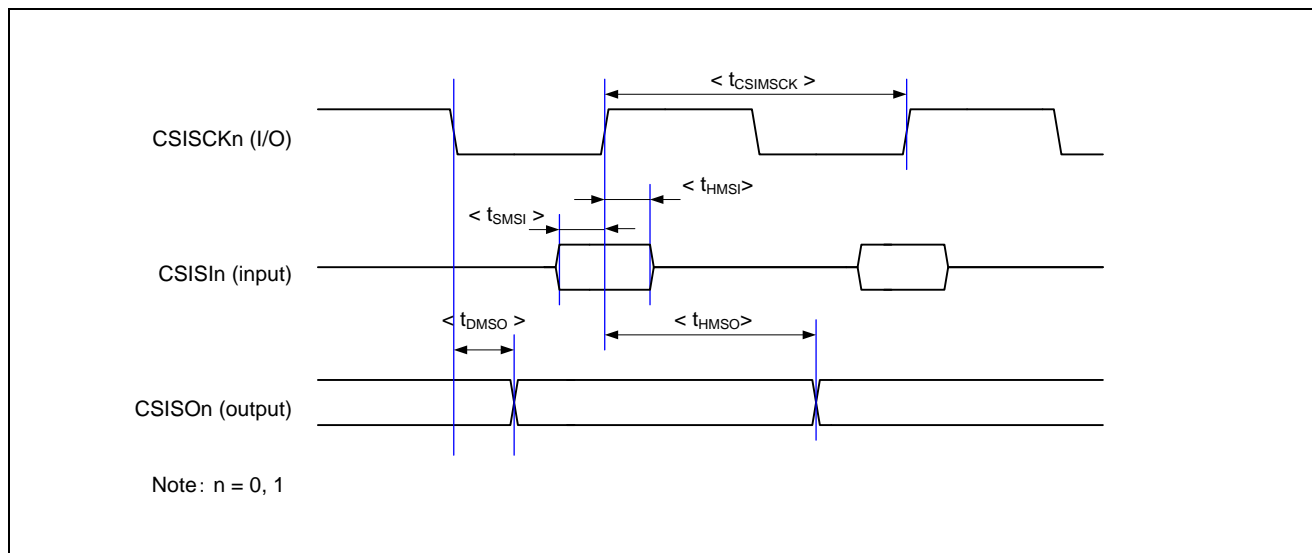 < tCSIMSCK >
CSISCKn (I/O)
< tHMSI>
< tSMSI >
CSISIn (input)
< tDMSO >
< tHMSO>
CSISOn (output)
Note: n = 0, 1